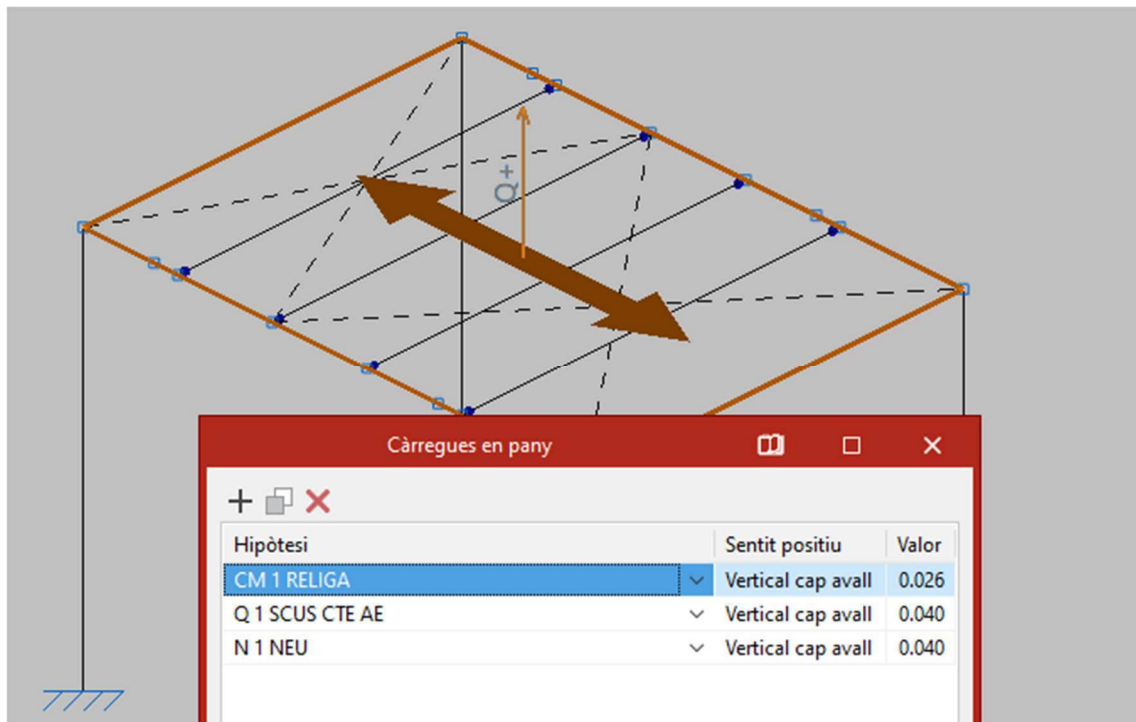 Q+
Càrregues en pany
Hipòtesi Sentit positiu Valor
CM 1 RELIGA Vertical cap avall 0.026
Q 1 SCUS CTE AE Vertical cap avall 0.040
N 1 NEU Vertical cap avall 0.040